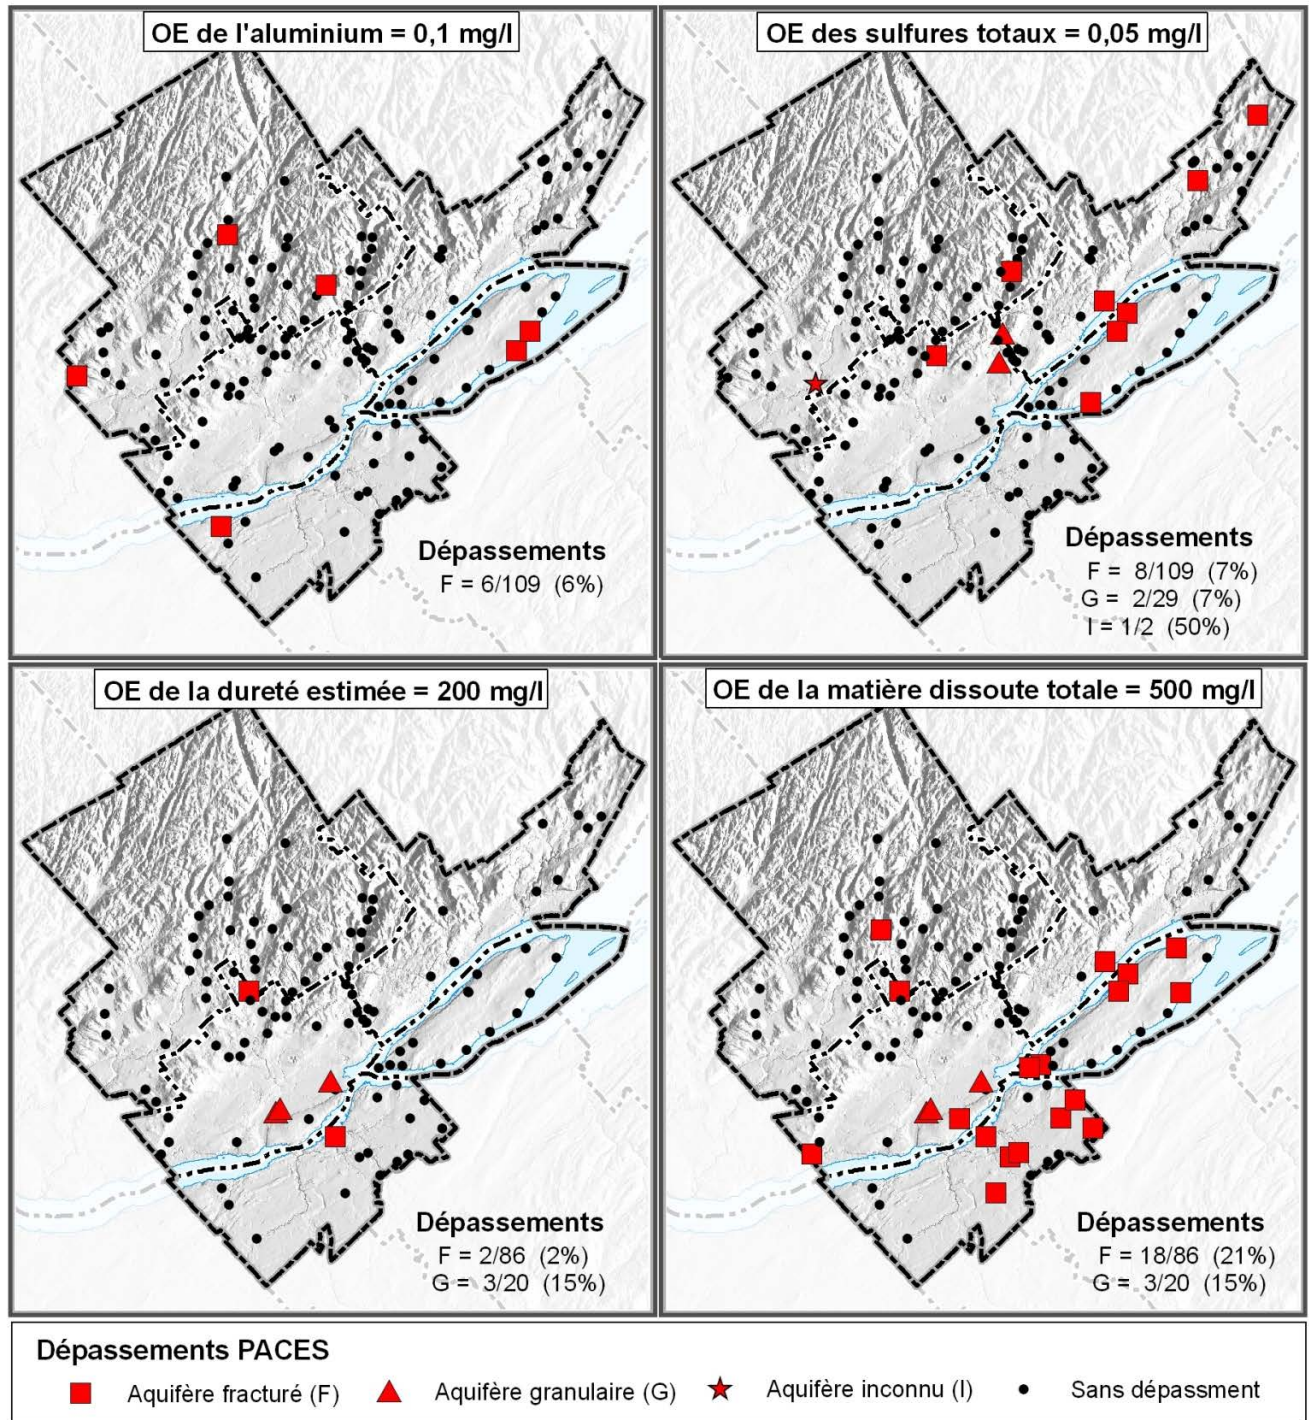 OE de l'aluminium = 0,1 mg/l
Dépassements
F = 6/109 (6%)
OE des sulfures totaux = 0,05 mg/l
Dépassements
F = 8/109 (7%)
G = 2/29 (7%)
I = 1/2 (50%)
OE de la dureté estimée = 200 mg/l
Dépassements
F = 2/86 (2%)
G = 3/20 (15%)
OE de la matière dissoute totale = 500 mg/l
Dépassements
F = 18/86 (21%)
G = 3/20 (15%)
Dépassements PACES
Aquifère fracturé (F) Aquifère granulaire (G) Aquifère inconnu (I) Sans dépassment